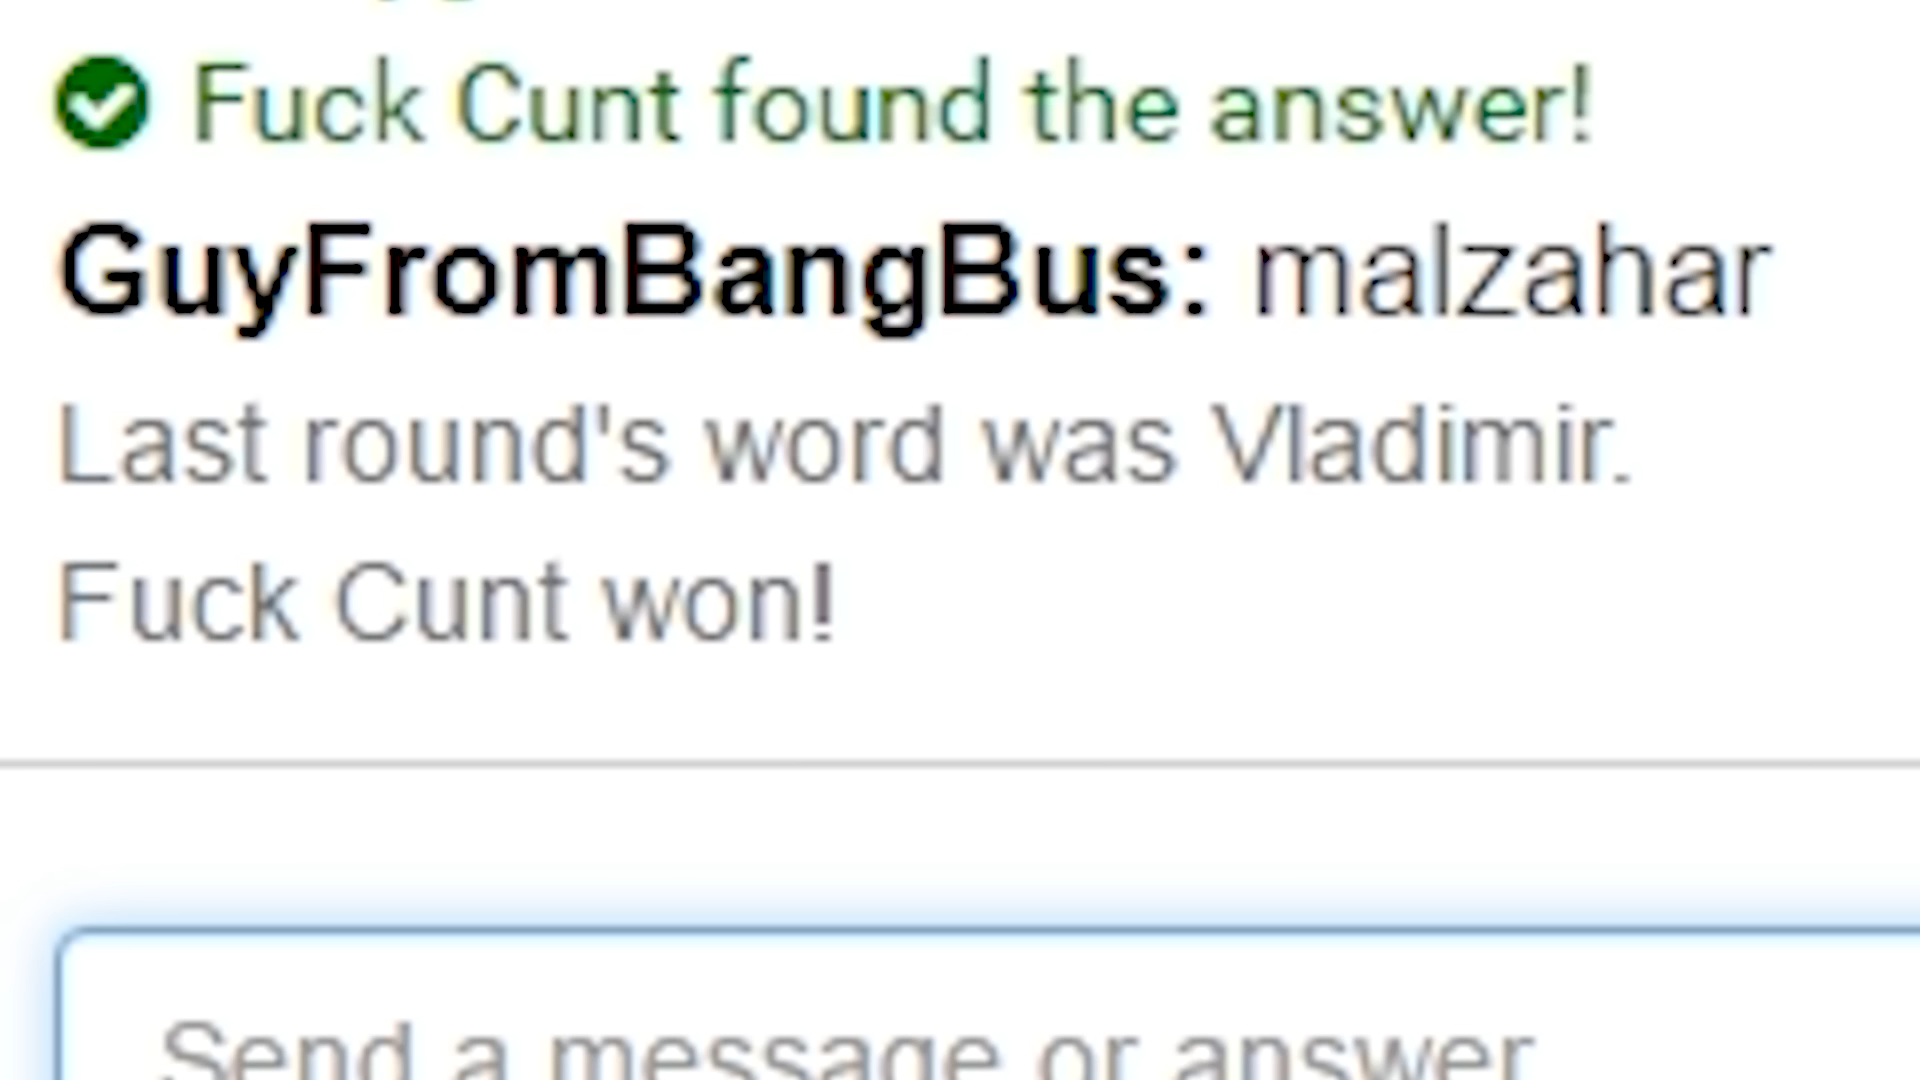 Fuck Cunt found the answer!
GuyFromBangBus: malzahar
Last round's word was Vladimir.
Fuck Cunt won!
Send a message or answer